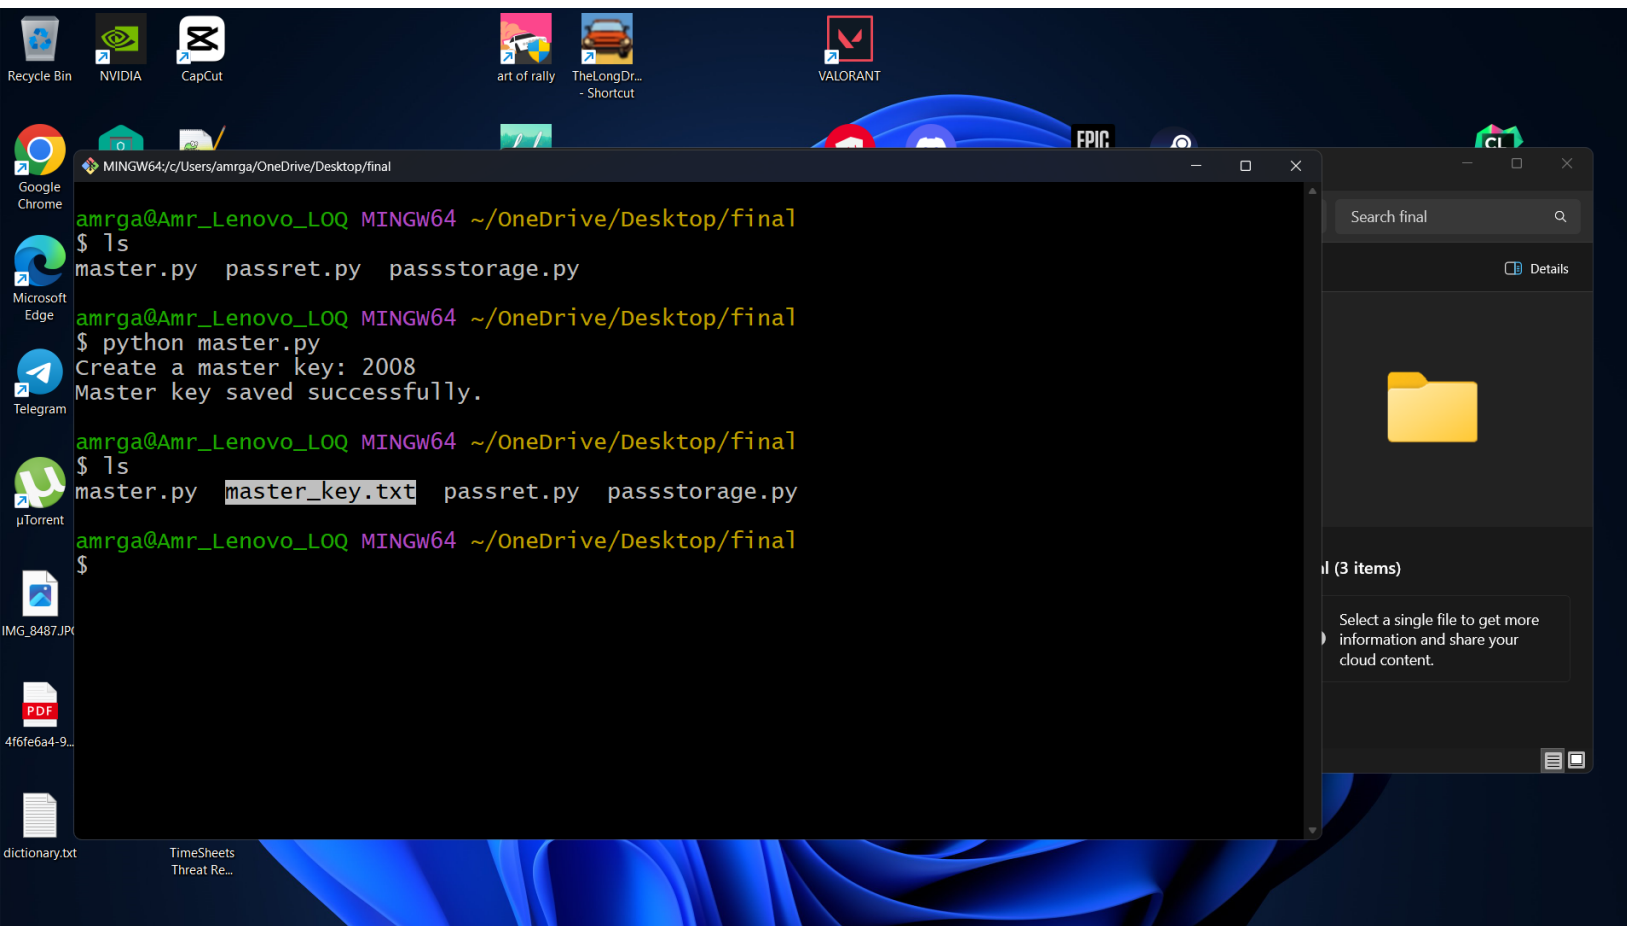 Recycle Bin
NVIDIA
CapCut
art of rally
TheLongDr...
- Shortcut
VALORANT
EPIC
CL
Google
Chrome
Microsoft
Edge
Telegram
µTorrent
IMG_8487.JPG
PDF
4f6fe6a4-9...
dictionary.txt
TimeSheets
Threat Re...
MINGW64:/c/Users/amrga/OneDrive/Desktop/final
amrga@Amr_Lenovo_LOQ MINGW64 ~/OneDrive/Desktop/final
$ ls
master.py passret.py passstorage.py
amrga@Amr_Lenovo_LOQ MINGW64 ~/OneDrive/Desktop/final
$ python master.py
Create a master key: 2008
Master key saved successfully.
amrga@Amr_Lenovo_LOQ MINGW64 ~/OneDrive/Desktop/final
$ ls
master.py master_key.txt passret.py passstorage.py
amrga@Amr_Lenovo_LOQ MINGW64 ~/OneDrive/Desktop/final
$
Search final
Details
al (3 items)
Select a single file to get more
information and share your
cloud content.